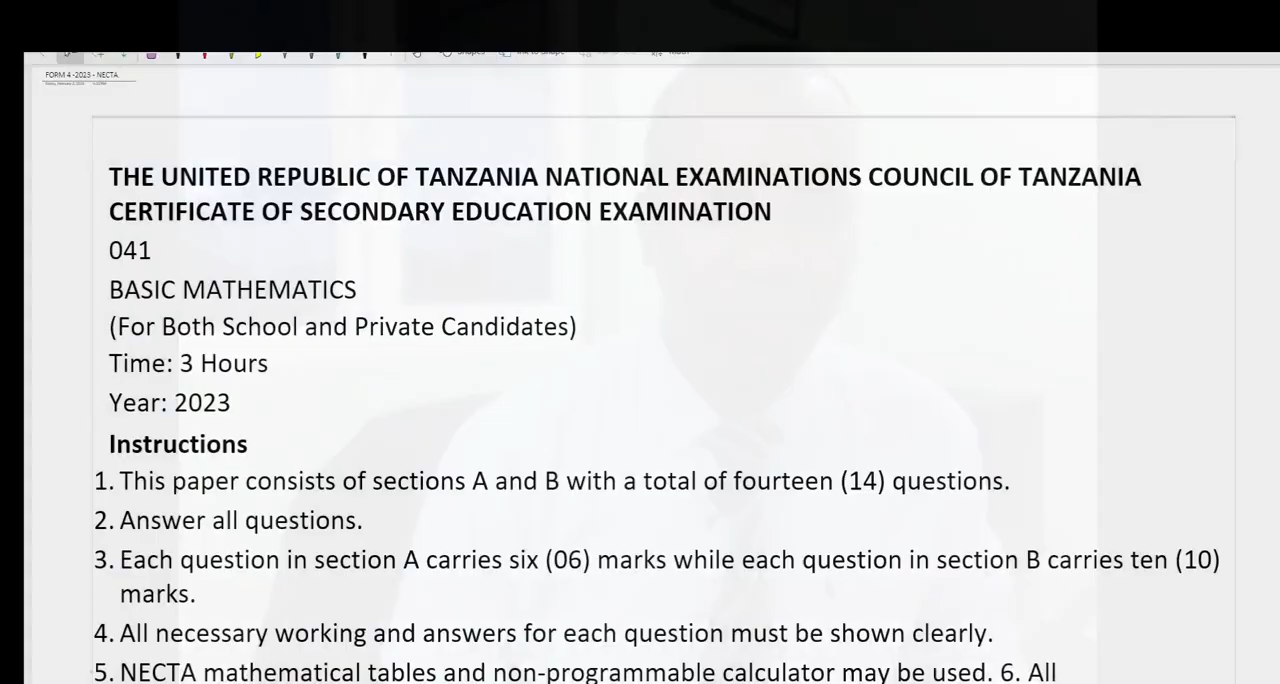 FORM 4 -2023 - NECTA.
THE UNITED REPUBLIC OF TANZANIA NATIONAL EXAMINATIONS COUNCIL OF TANZANIA
CERTIFICATE OF SECONDARY EDUCATION EXAMINATION
041
BASIC MATHEMATICS
(For Both School and Private Candidates)
Time: 3 Hours
Year: 2023
Instructions
1. This paper consists of sections A and B with a total of fourteen (14) questions.
2. Answer all questions.
3. Each question in section A carries six (06) marks while each question in section B carries ten (10)
marks.
4. All necessary working and answers for each question must be shown clearly.
5. NECTA mathematical tables and non-programmable calculator may be used. 6. All